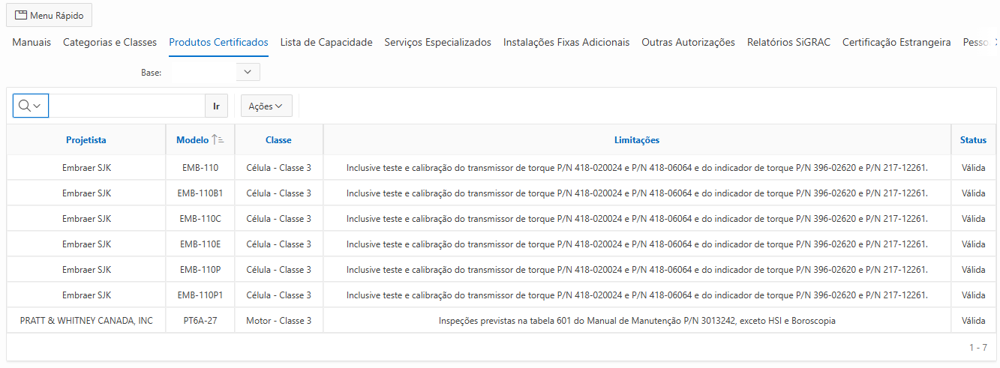 Menu Rápido
Manuais Categorias e Classes Produtos Certificados Lista de Capacidade Serviços Especializados Instalações Fixas Adicionais Outras Autorizações Relatórios SiGRAC Certificação Estrangeira Pesso
Base:
Ir Ações
Projetista Modelo Classe Limitações Status
Embraer SJK EMB-110 Célula - Classe 3 Inclusive teste e calibração do transmissor de torque P/N 418-020024 e P/N 418-06064 e do indicador de torque P/N 396-02620 e P/N 217-12261. Válida
Embraer SJK EMB-110B1 Célula - Classe 3 Inclusive teste e calibração do transmissor de torque P/N 418-020024 e P/N 418-06064 e do indicador de torque P/N 396-02620 e P/N 217-12261. Válida
Embraer SJK EMB-110C Célula - Classe 3 Inclusive teste e calibração do transmissor de torque P/N 418-020024 e P/N 418-06064 e do indicador de torque P/N 396-02620 e P/N 217-12261. Válida
Embraer SJK EMB-110E Célula - Classe 3 Inclusive teste e calibração do transmissor de torque P/N 418-020024 e P/N 418-06064 e do indicador de torque P/N 396-02620 e P/N 217-12261. Válida
Embraer SJK EMB-110P Célula - Classe 3 Inclusive teste e calibração do transmissor de torque P/N 418-020024 e P/N 418-06064 e do indicador de torque P/N 396-02620 e P/N 217-12261. Válida
Embraer SJK EMB-110P1 Célula - Classe 3 Inclusive teste e calibração do transmissor de torque P/N 418-020024 e P/N 418-06064 e do indicador de torque P/N 396-02620 e P/N 217-12261. Válida
PRATT & WHITNEY CANADA, INC PT6A-27 Motor - Classe 3 Inspeções previstas na tabela 601 do Manual de Manutenção P/N 3013242, exceto HSI e Boroscopia Válida
1 - 7